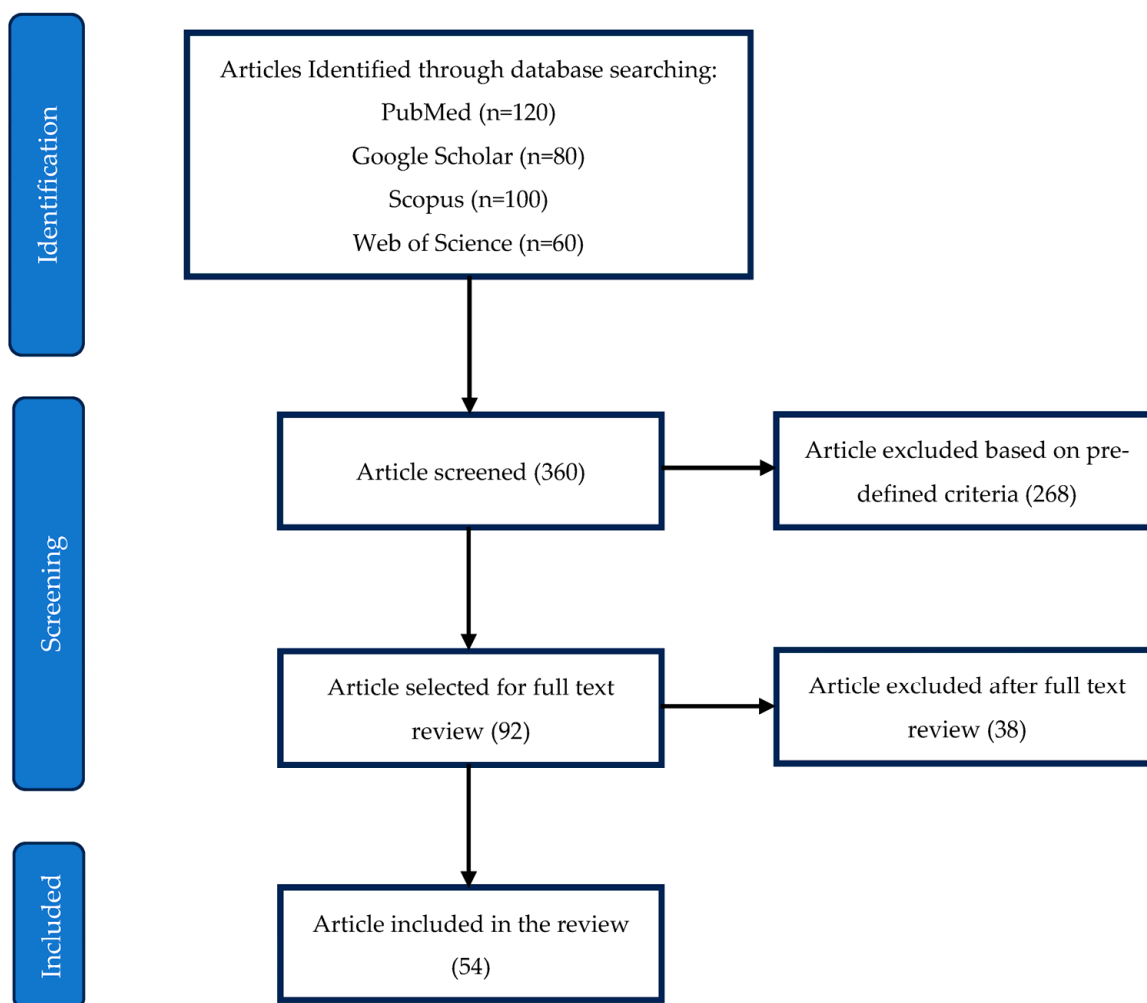 Identification
Articles Identified through database searching:
PubMed (n=120)
Google Scholar (n=80)
Scopus (n=100)
Web of Science (n=60)
Screening
Article screened (360)
Article excluded based on pre-
defined criteria (268)
Article selected for full text
review (92)
Article excluded after full text
review (38)
Included
Article included in the review
(54)